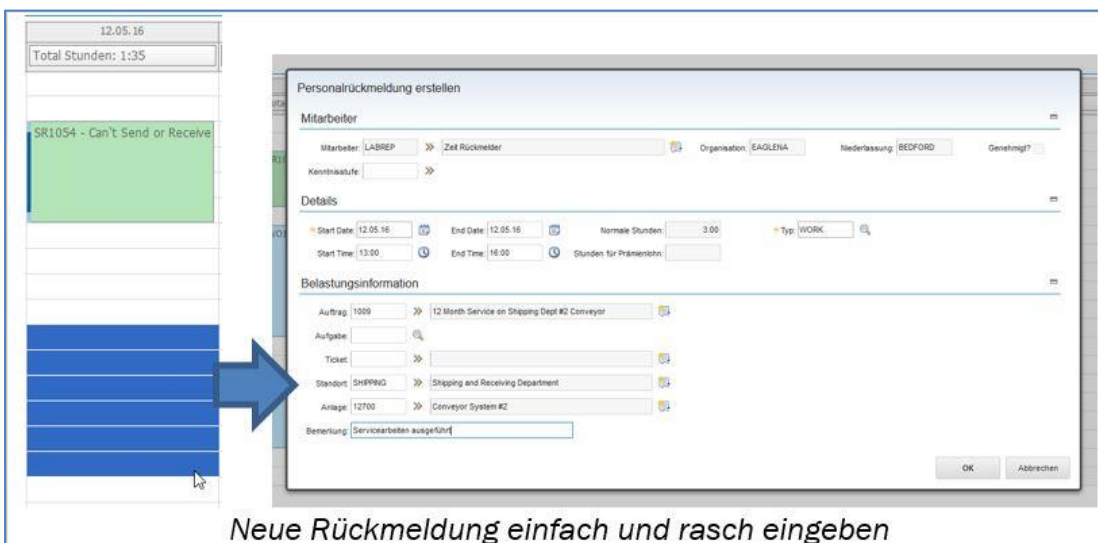 12.05.16
Total Stunden: 1:35
SR1054 - Can't Send or Receive
Personalrückmeldung erstellen
Mitarbeiter
Mitarbeiter: LABREP Zeit Rückmelder Organisation: EAGLENA Niederlassung: BEDFORD Genehmigt?
Kenntnisstufe:
Details
Start Date: 12.05.16 End Date: 12.05.16 Normale Stunden: 3:00 Typ: WORK
Start Time: 13:00 End Time: 16:00 Stunden für Prämienlohn:
Belastungsinformation
Auftrag: 1009 12 Month Service on Shipping Dept #2 Conveyor
Aufgabe:
Ticket:
Standort: SHIPPING Shipping and Receiving Department
Anlage: 12700 Conveyor System #2
Bemerkung: Servicearbeiten ausgeführt
OK Abbrechen
Neue Rückmeldung einfach und rasch eingeben